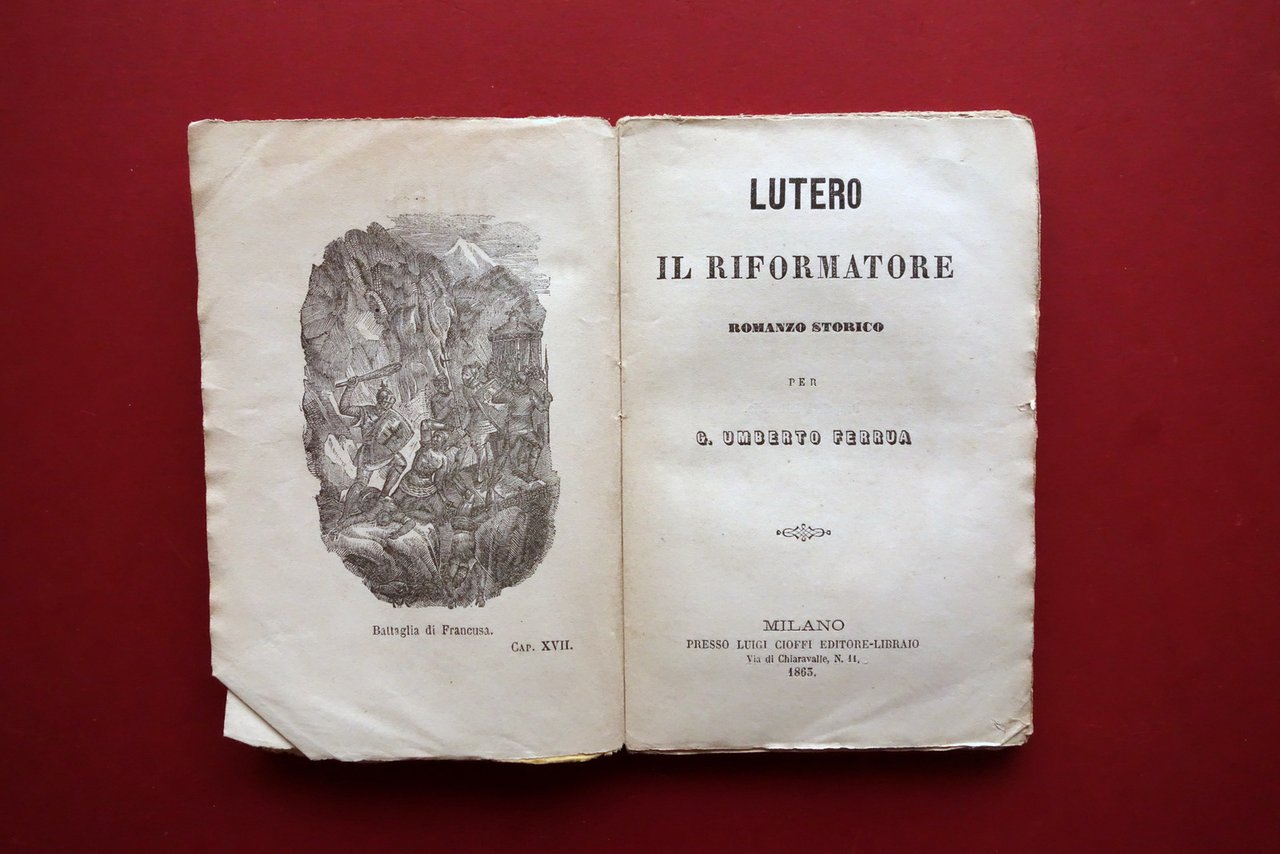 Battaglia di Francusa.
CAP. XVII.
LUTERO
IL RIFORMATORE
ROMANZO STORICO
PER
G. UMBERTO FERRUA
MILANO
PRESSO LUIGI CIOFFI EDITORE-LIBRAIO
Via di Chiaravalle, N. 11.
1863.